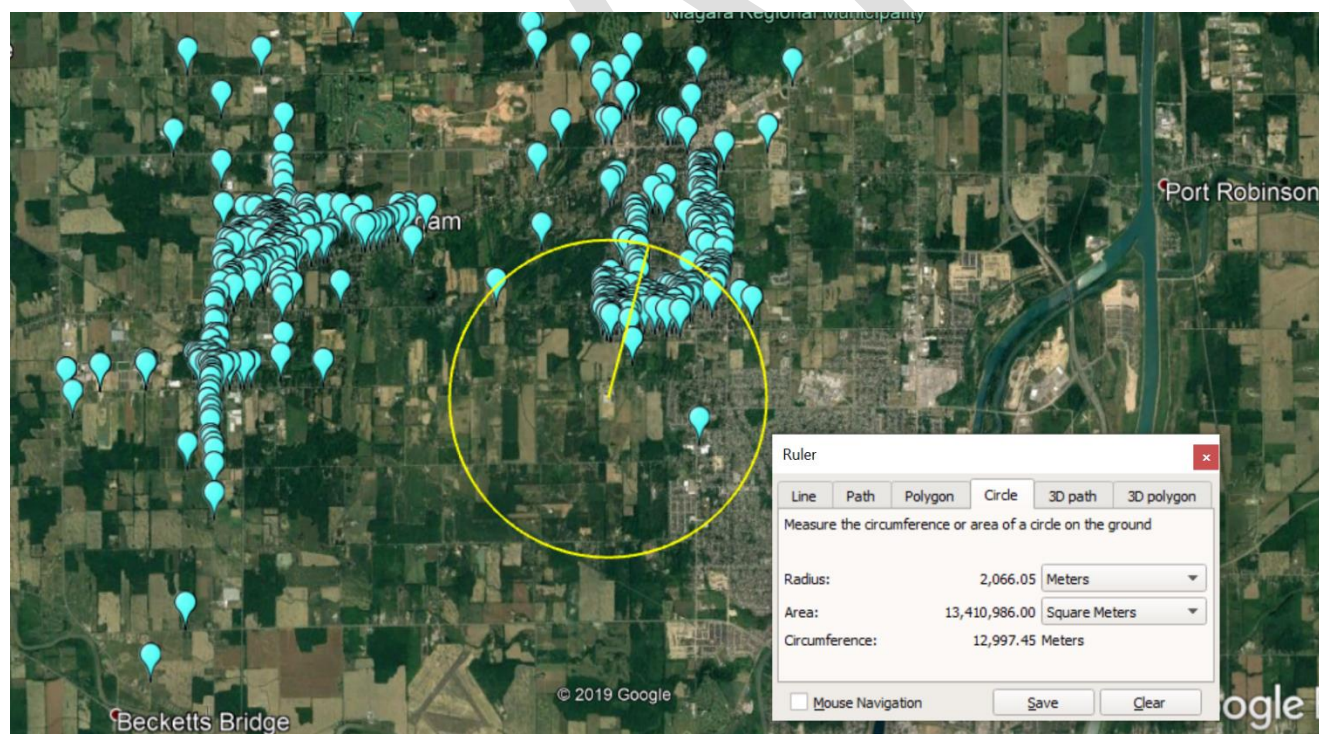 Niagara Regional Municipality
Port Robinson
am
Ruler
Line Path Polygon Circle 3D path 3D polygon
Measure the circumference or area of a circle on the ground
Radius: 2,066.05 Meters
Area: 13,410,986.00 Square Meters
Circumference: 12,997.45 Meters
Mouse Navigation Save Clear
© 2019 Google
ogle
Becketts Bridge